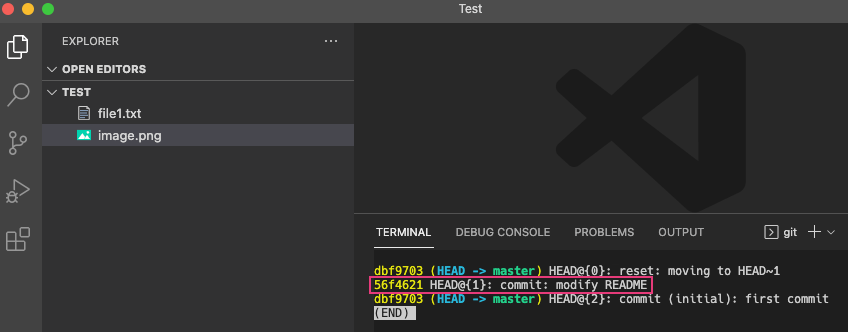 Test
EXPLORER
OPEN EDITORS
TEST
file1.txt
image.png
TERMINAL DEBUG CONSOLE PROBLEMS OUTPUT git
dbf9703 (HEAD -> master) HEAD@{0}: reset: moving to HEAD~1
56f4621 HEAD@{1}: commit: modify README
dbf9703 (HEAD -> master) HEAD@{2}: commit (initial): first commit
(END)